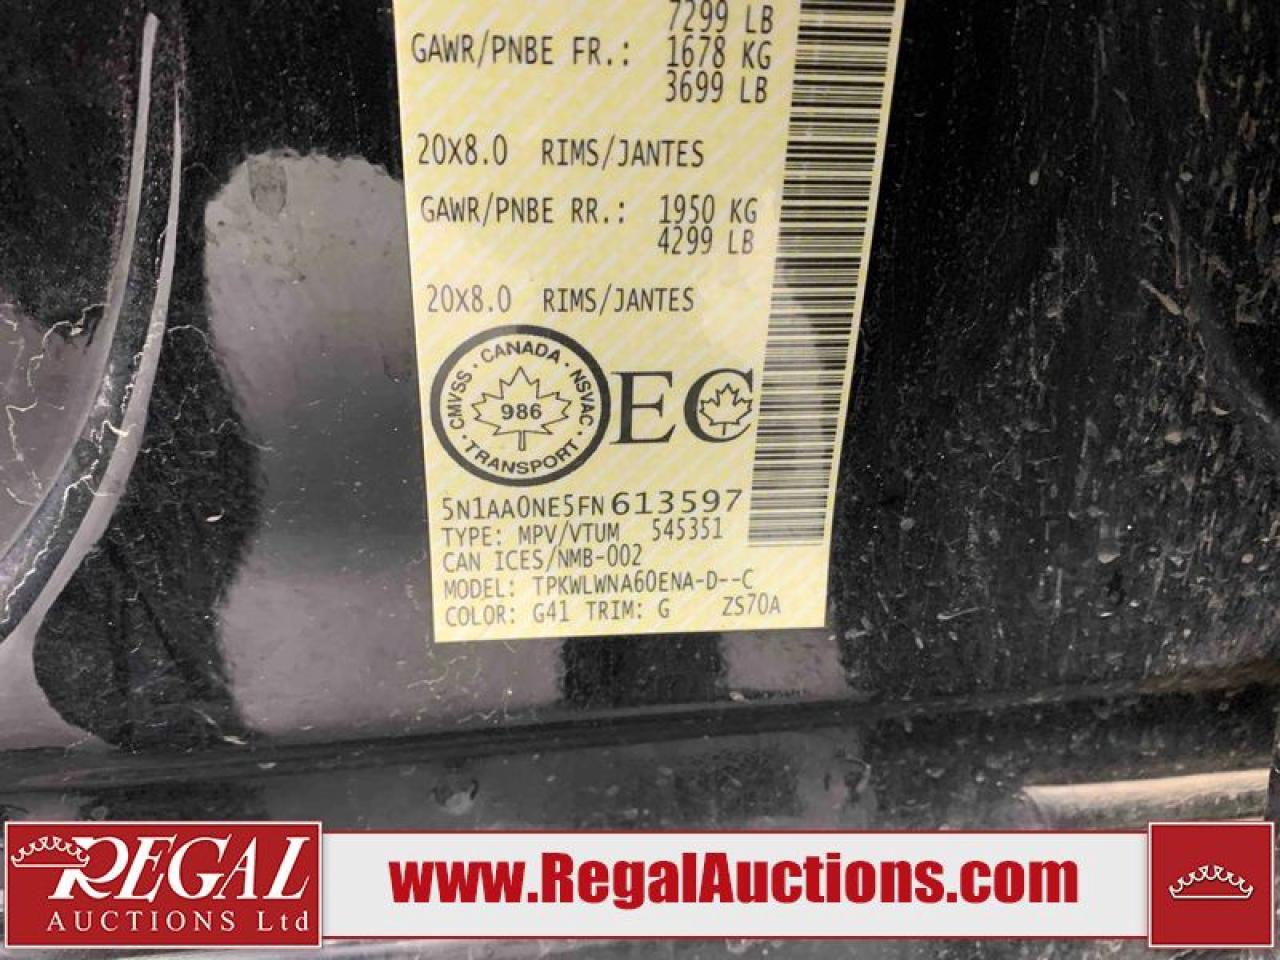 7299 LB
GAWR/PNBE FR.: 1678 KG
3699 LB
20X8.0 RIMS/JANTES
GAWR/PNBE RR.: 1950 KG
4299 LB
20X8.0 RIMS/JANTES
CMVSS · CANADA · NSVAC · TRANSPORT
986
EC
5N1AA0NE5FN613597
TYPE: MPV/VTUM 545351
CAN ICES/NMB-002
MODEL: TPKWLWNA60ENA-D--C
COLOR: G41 TRIM: G ZS70A
REGAL
AUCTIONS Ltd
www.RegalAuctions.com